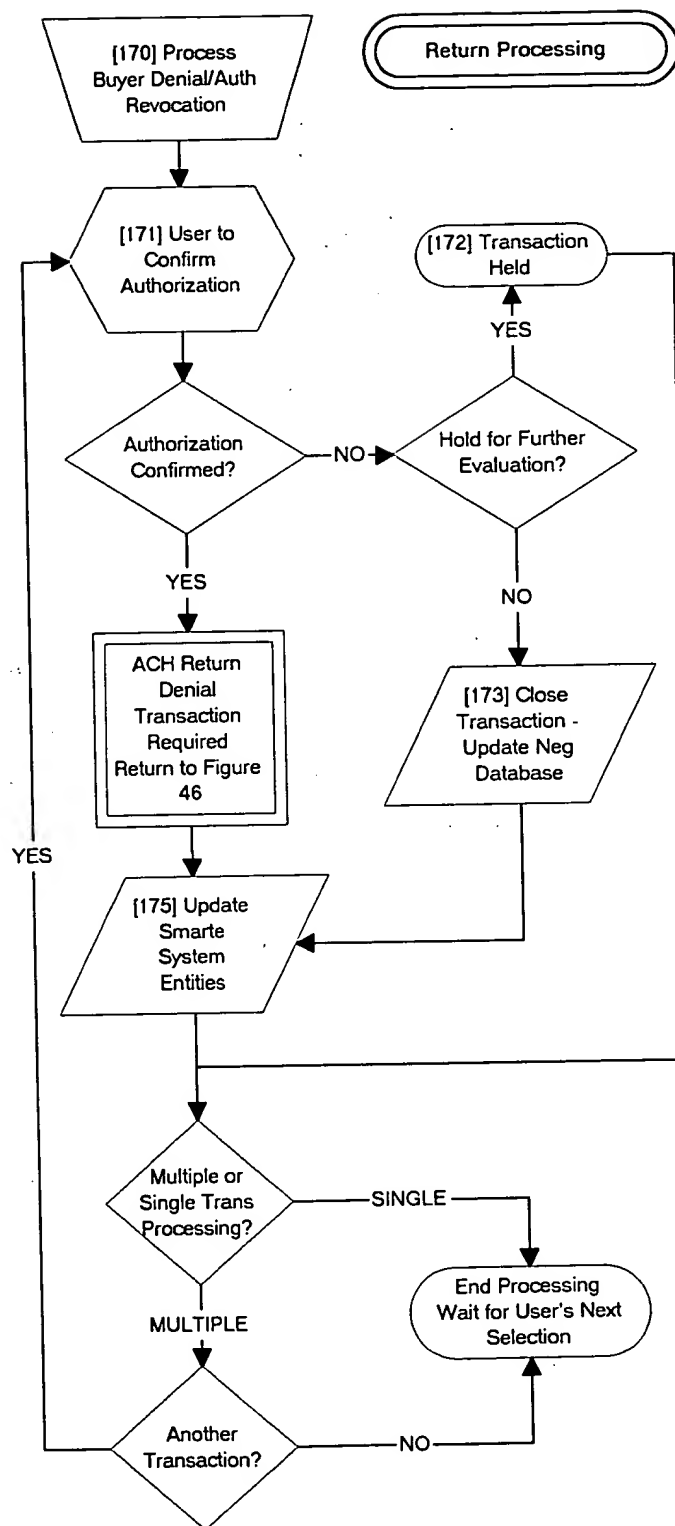 [170] Process
Buyer Denial/Auth
Revocation
Return Processing
[171] User to
Confirm
Authorization
[172] Transaction
Held
YES
Authorization
Confirmed?
NO
Hold for Further
Evaluation?
YES
NO
ACH Return
Denial
Transaction
Required
Return to Figure
46
[173] Close
Transaction -
Update Neg
Database
YES
[175] Update
Smarte
System
Entities
Multiple or
Single Trans
Processing?
SINGLE
End Processing
Wait for User's Next
Selection
MULTIPLE
Another
Transaction?
NO